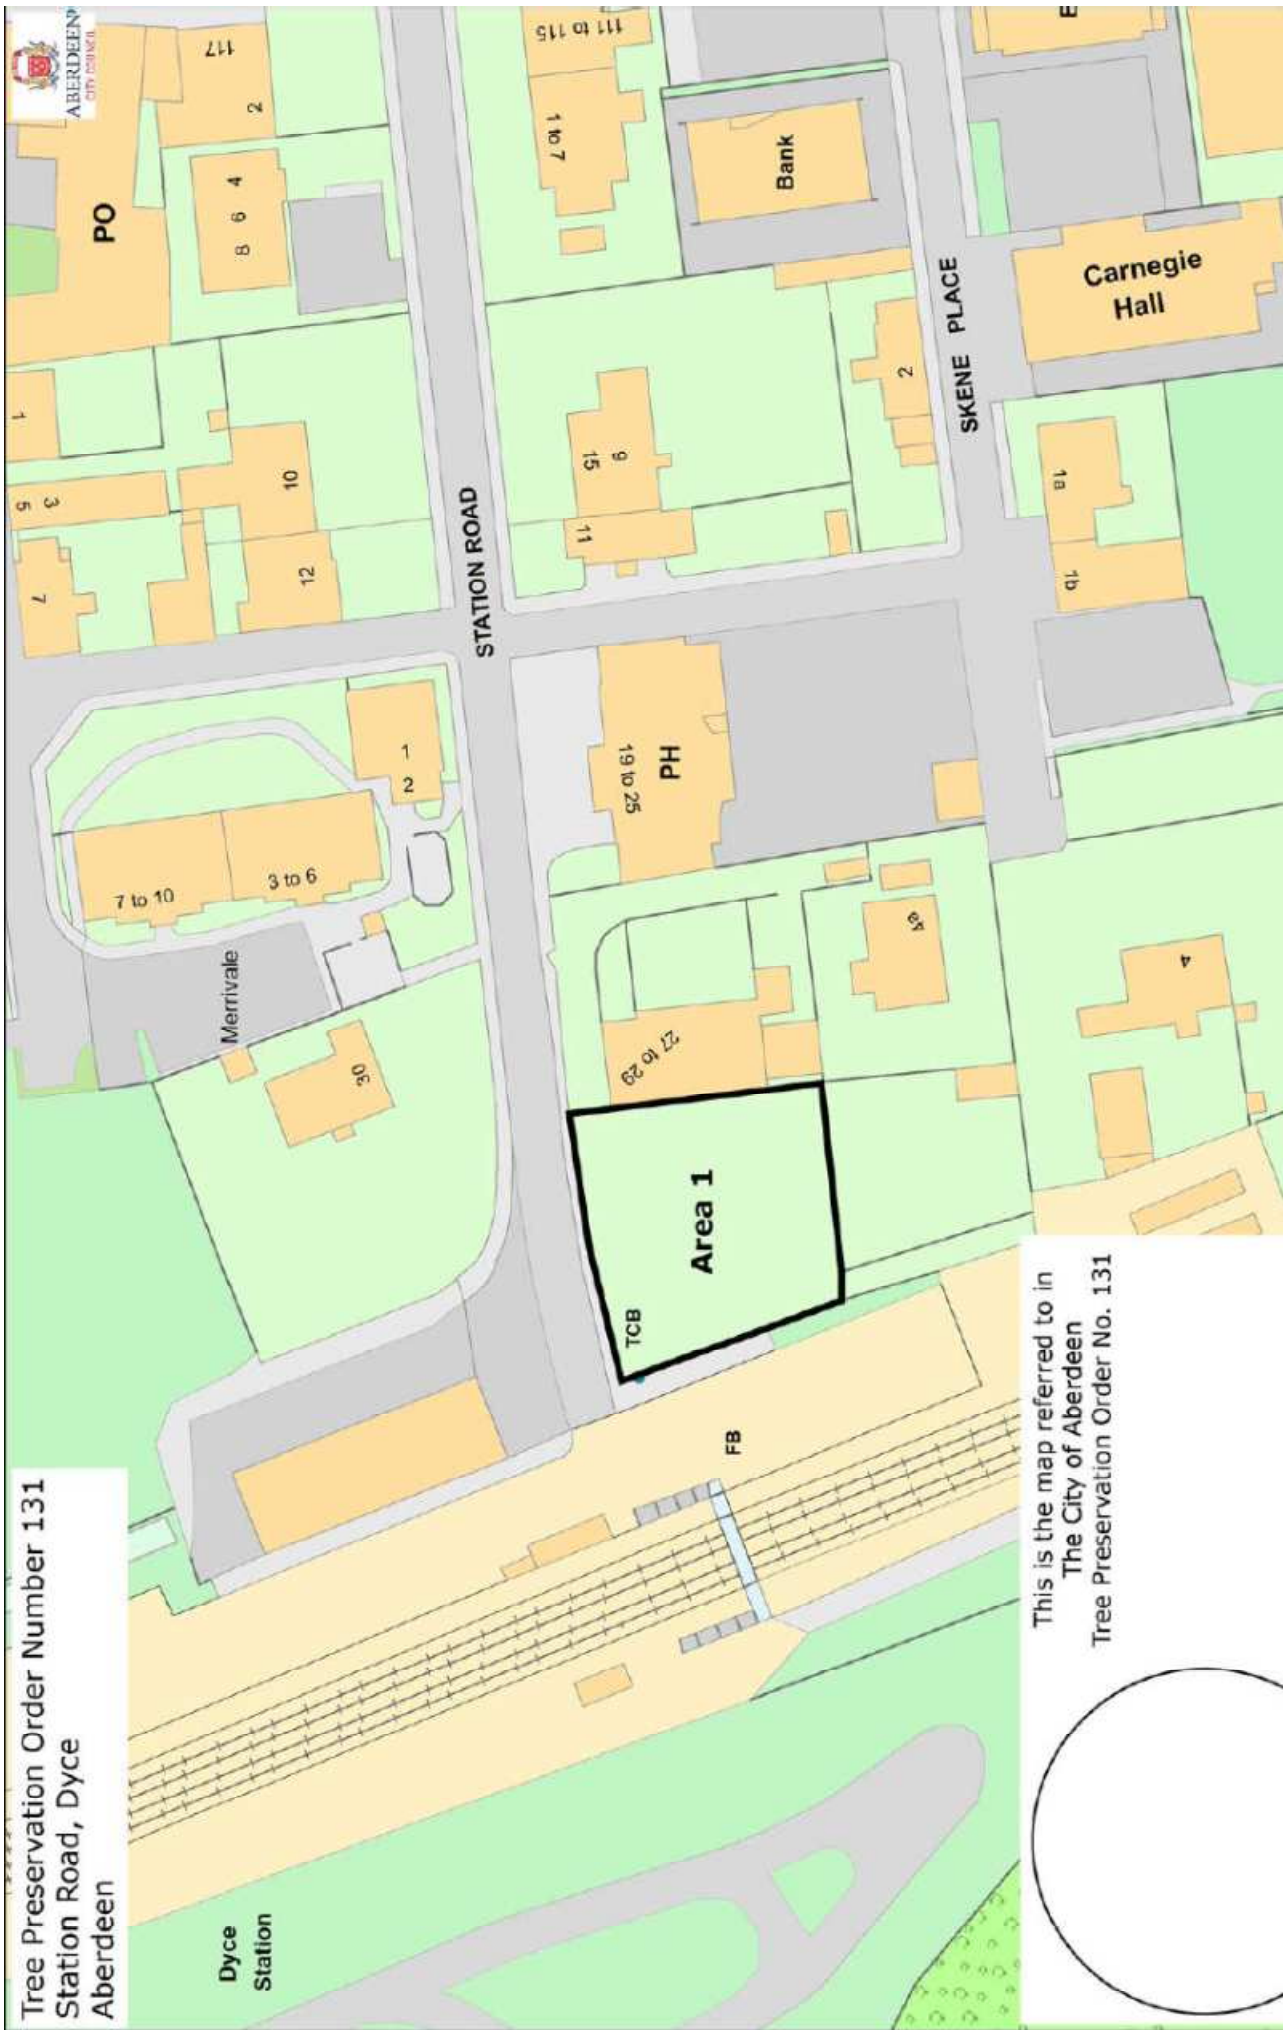 Tree Preservation Order Number 131
Station Road, Dyce
Aberdeen
ABERDEEN
CITY COUNCIL
Dyce
Station
Merrivale
7 to 10
3 to 6
1
2
30
7
5
3
1
12
10
8 6 4
2
117
PO
STATION ROAD
FB
TCB
Area 1
27 to 29
19 to 25
PH
11
15
9
1 to 7
111 to 115
Bank
2
SKENE PLACE
4a
4
1b
1a
Carnegie
Hall
This is the map referred to in
The City of Aberdeen
Tree Preservation Order No. 131